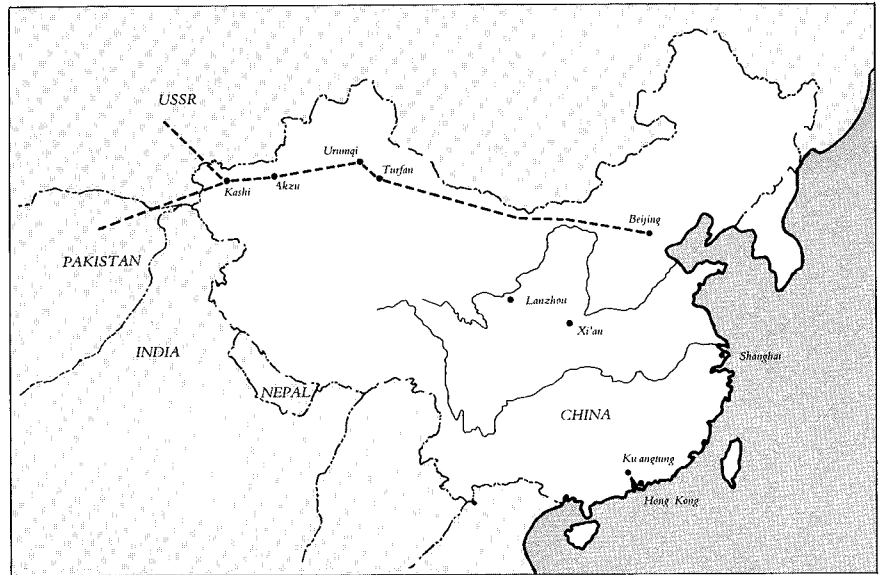 USSR
Urumqi
Turfan
Kashi
Akzu
Beijing
PAKISTAN
Lanzhou
Xi'an
INDIA
Shanghai
NEPAL
CHINA
Ku angtung
Hong Kong